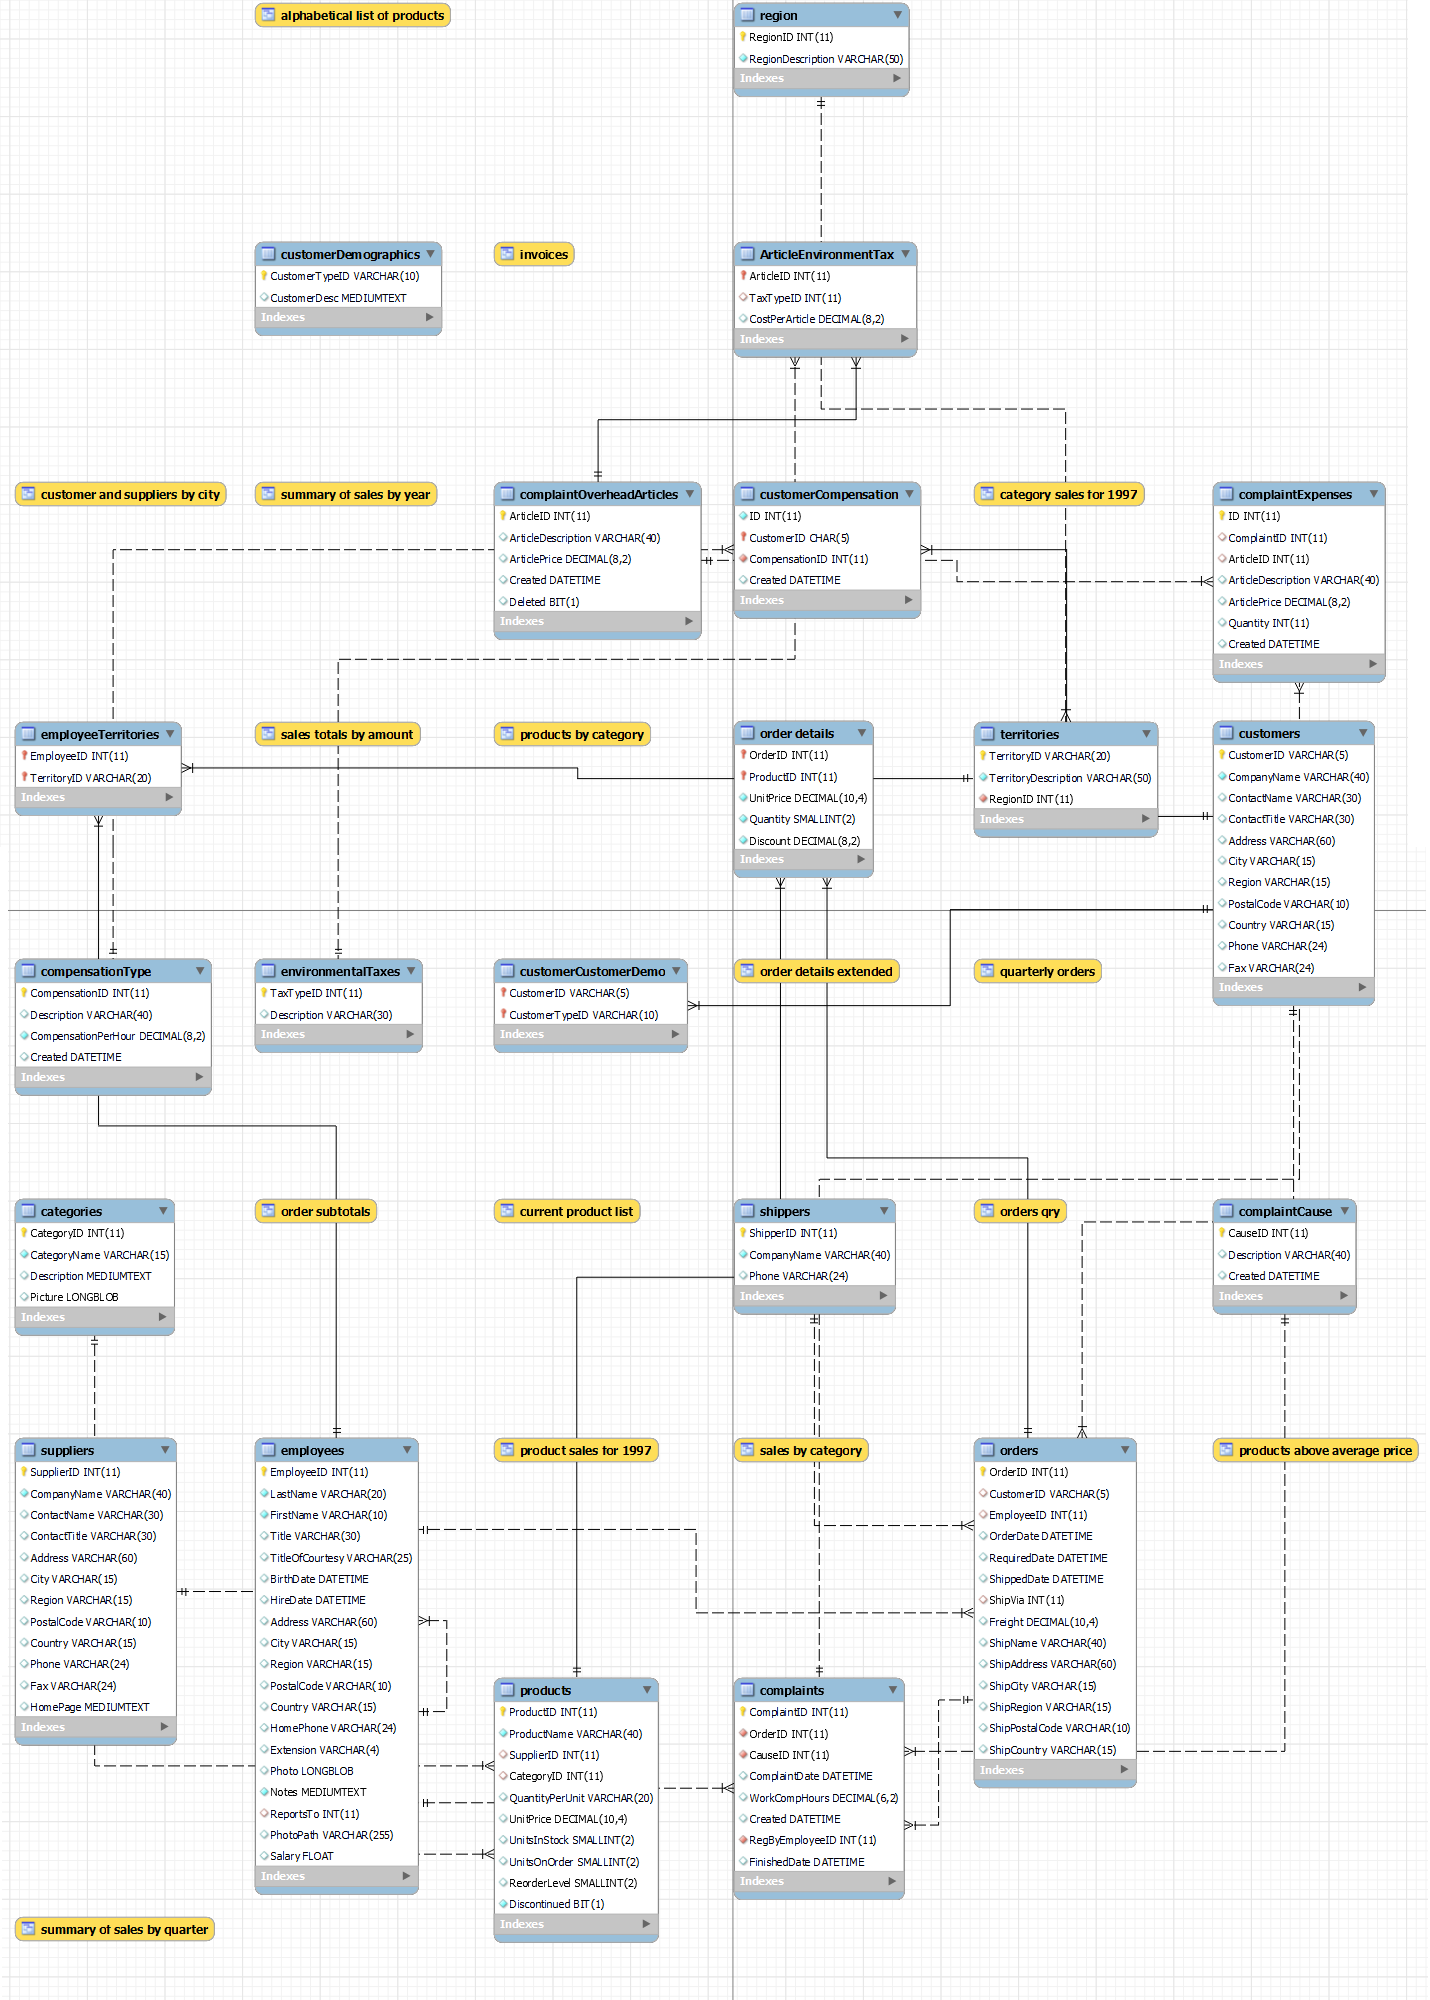 alphabetical list of products
region
RegionID INT(11)
RegionDescription VARCHAR(50)
Indexes
customerDemographics
CustomerTypeID VARCHAR(10)
CustomerDesc MEDIUMTEXT
Indexes
invoices
ArticleEnvironmentTax
ArticleID INT(11)
TaxTypeID INT(11)
CostPerArticle DECIMAL(8,2)
Indexes
customer and suppliers by city
summary of sales by year
complaintOverheadArticles
ArticleID INT(11)
ArticleDescription VARCHAR(40)
ArticlePrice DECIMAL(8,2)
Created DATETIME
Deleted BIT(1)
Indexes
customerCompensation
ID INT(11)
CustomerID CHAR(5)
CompensationID INT(11)
Created DATETIME
Indexes
category sales for 1997
complaintExpenses
ID INT(11)
ComplaintID INT(11)
ArticleID INT(11)
ArticleDescription VARCHAR(40)
ArticlePrice DECIMAL(8,2)
Quantity INT(11)
Created DATETIME
Indexes
employeeTerritories
EmployeeID INT(11)
TerritoryID VARCHAR(20)
Indexes
sales totals by amount
products by category
order details
OrderID INT(11)
ProductID INT(11)
UnitPrice DECIMAL(10,4)
Quantity SMALLINT(2)
Discount DECIMAL(8,2)
Indexes
territories
TerritoryID VARCHAR(20)
TerritoryDescription VARCHAR(50)
RegionID INT(11)
Indexes
customers
CustomerID VARCHAR(5)
CompanyName VARCHAR(40)
ContactName VARCHAR(30)
ContactTitle VARCHAR(30)
Address VARCHAR(60)
City VARCHAR(15)
Region VARCHAR(15)
PostalCode VARCHAR(10)
Country VARCHAR(15)
Phone VARCHAR(24)
Fax VARCHAR(24)
Indexes
compensationType
CompensationID INT(11)
Description VARCHAR(40)
CompensationPerHour DECIMAL(8,2)
Created DATETIME
Indexes
environmentalTaxes
TaxTypeID INT(11)
Description VARCHAR(30)
Indexes
customerCustomerDemo
CustomerID VARCHAR(5)
CustomerTypeID VARCHAR(10)
Indexes
order details extended
quarterly orders
categories
CategoryID INT(11)
CategoryName VARCHAR(15)
Description MEDIUMTEXT
Picture LONGBLOB
Indexes
order subtotals
current product list
shippers
ShipperID INT(11)
CompanyName VARCHAR(40)
Phone VARCHAR(24)
Indexes
orders qry
complaintCause
CauseID INT(11)
Description VARCHAR(40)
Created DATETIME
Indexes
suppliers
SupplierID INT(11)
CompanyName VARCHAR(40)
ContactName VARCHAR(30)
ContactTitle VARCHAR(30)
Address VARCHAR(60)
City VARCHAR(15)
Region VARCHAR(15)
PostalCode VARCHAR(10)
Country VARCHAR(15)
Phone VARCHAR(24)
Fax VARCHAR(24)
HomePage MEDIUMTEXT
Indexes
employees
EmployeeID INT(11)
LastName VARCHAR(20)
FirstName VARCHAR(10)
Title VARCHAR(30)
TitleOfCourtesy VARCHAR(25)
BirthDate DATETIME
HireDate DATETIME
Address VARCHAR(60)
City VARCHAR(15)
Region VARCHAR(15)
PostalCode VARCHAR(10)
Country VARCHAR(15)
HomePhone VARCHAR(24)
Extension VARCHAR(4)
Photo LONGBLOB
Notes MEDIUMTEXT
ReportsTo INT(11)
PhotoPath VARCHAR(255)
Salary FLOAT
Indexes
product sales for 1997
sales by category
orders
OrderID INT(11)
CustomerID VARCHAR(5)
EmployeeID INT(11)
OrderDate DATETIME
RequiredDate DATETIME
ShippedDate DATETIME
ShipVia INT(11)
Freight DECIMAL(10,4)
ShipName VARCHAR(40)
ShipAddress VARCHAR(60)
ShipCity VARCHAR(15)
ShipRegion VARCHAR(15)
ShipPostalCode VARCHAR(10)
ShipCountry VARCHAR(15)
Indexes
products above average price
products
ProductID INT(11)
ProductName VARCHAR(40)
SupplierID INT(11)
CategoryID INT(11)
QuantityPerUnit VARCHAR(20)
UnitPrice DECIMAL(10,4)
UnitsInStock SMALLINT(2)
UnitsOnOrder SMALLINT(2)
ReorderLevel SMALLINT(2)
Discontinued BIT(1)
Indexes
complaints
ComplaintID INT(11)
OrderID INT(11)
CauseID INT(11)
ComplaintDate DATETIME
WorkCompHours DECIMAL(6,2)
Created DATETIME
RegByEmployeeID INT(11)
FinishedDate DATETIME
Indexes
summary of sales by quarter